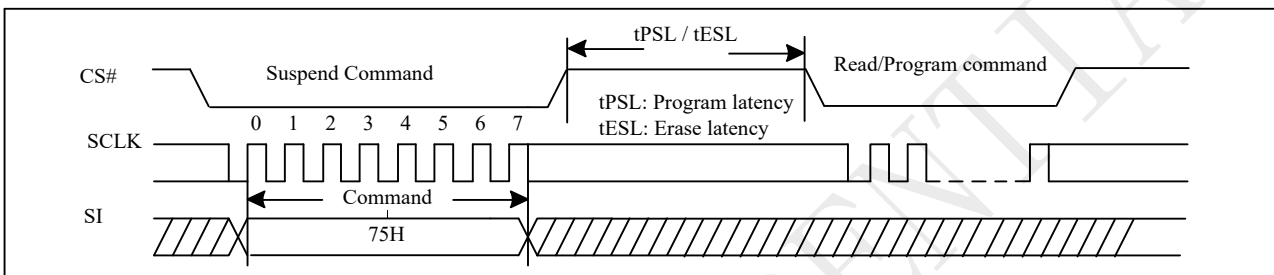 tPSL / tESL
CS#
Suspend Command
Read/Program command
tPSL: Program latency
tESL: Erase latency
0 1 2 3 4 5 6 7
SCLK
Command
SI
75H